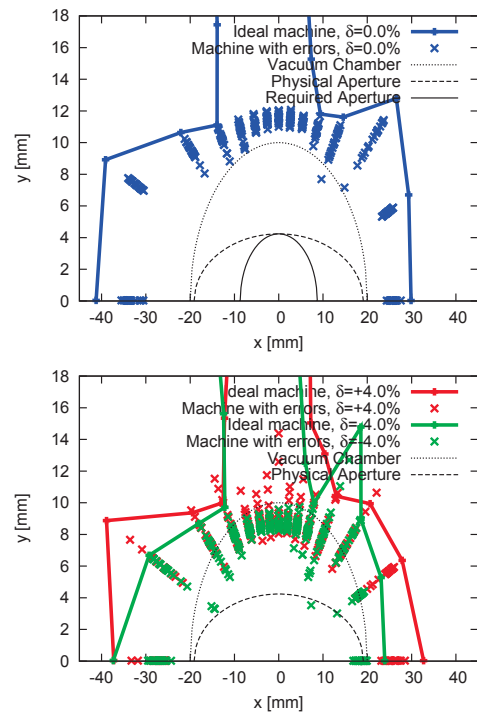 18
16
14
12
10
8
6
4
2
0
y [mm]
Ideal machine, δ=0.0%
Machine with errors, δ=0.0%
Vacuum Chamber
Physical Aperture
Required Aperture
-40 -30 -20 -10 0 10 20 30 40
x [mm]
18
16
14
12
10
8
6
4
2
0
y [mm]
Ideal machine, δ=+4.0%
Machine with errors, δ=+4.0%
Ideal machine, δ=-4.0%
Machine with errors, δ=-4.0%
Vacuum Chamber
Physical Aperture
-40 -30 -20 -10 0 10 20 30 40
x [mm]